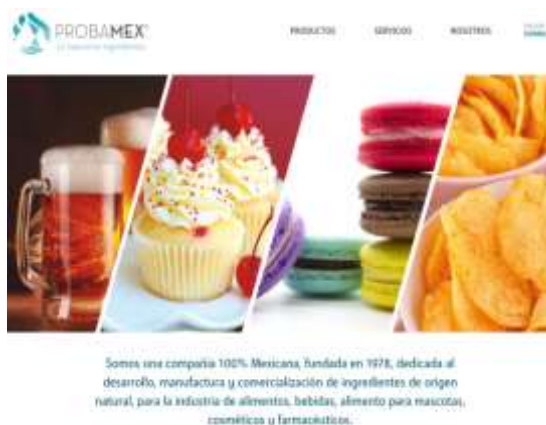 PROBAMEX
PRODUCTOS
SERVICIOS
NOSOTROS
Somos una compañía 100% Mexicana, fundada en 1978, dedicada al
desarrollo, manufactura y comercialización de ingredientes de origen
natural, para la industria de alimentos, bebidas, alimento para mascotas,
cosméticos y farmacéuticos.